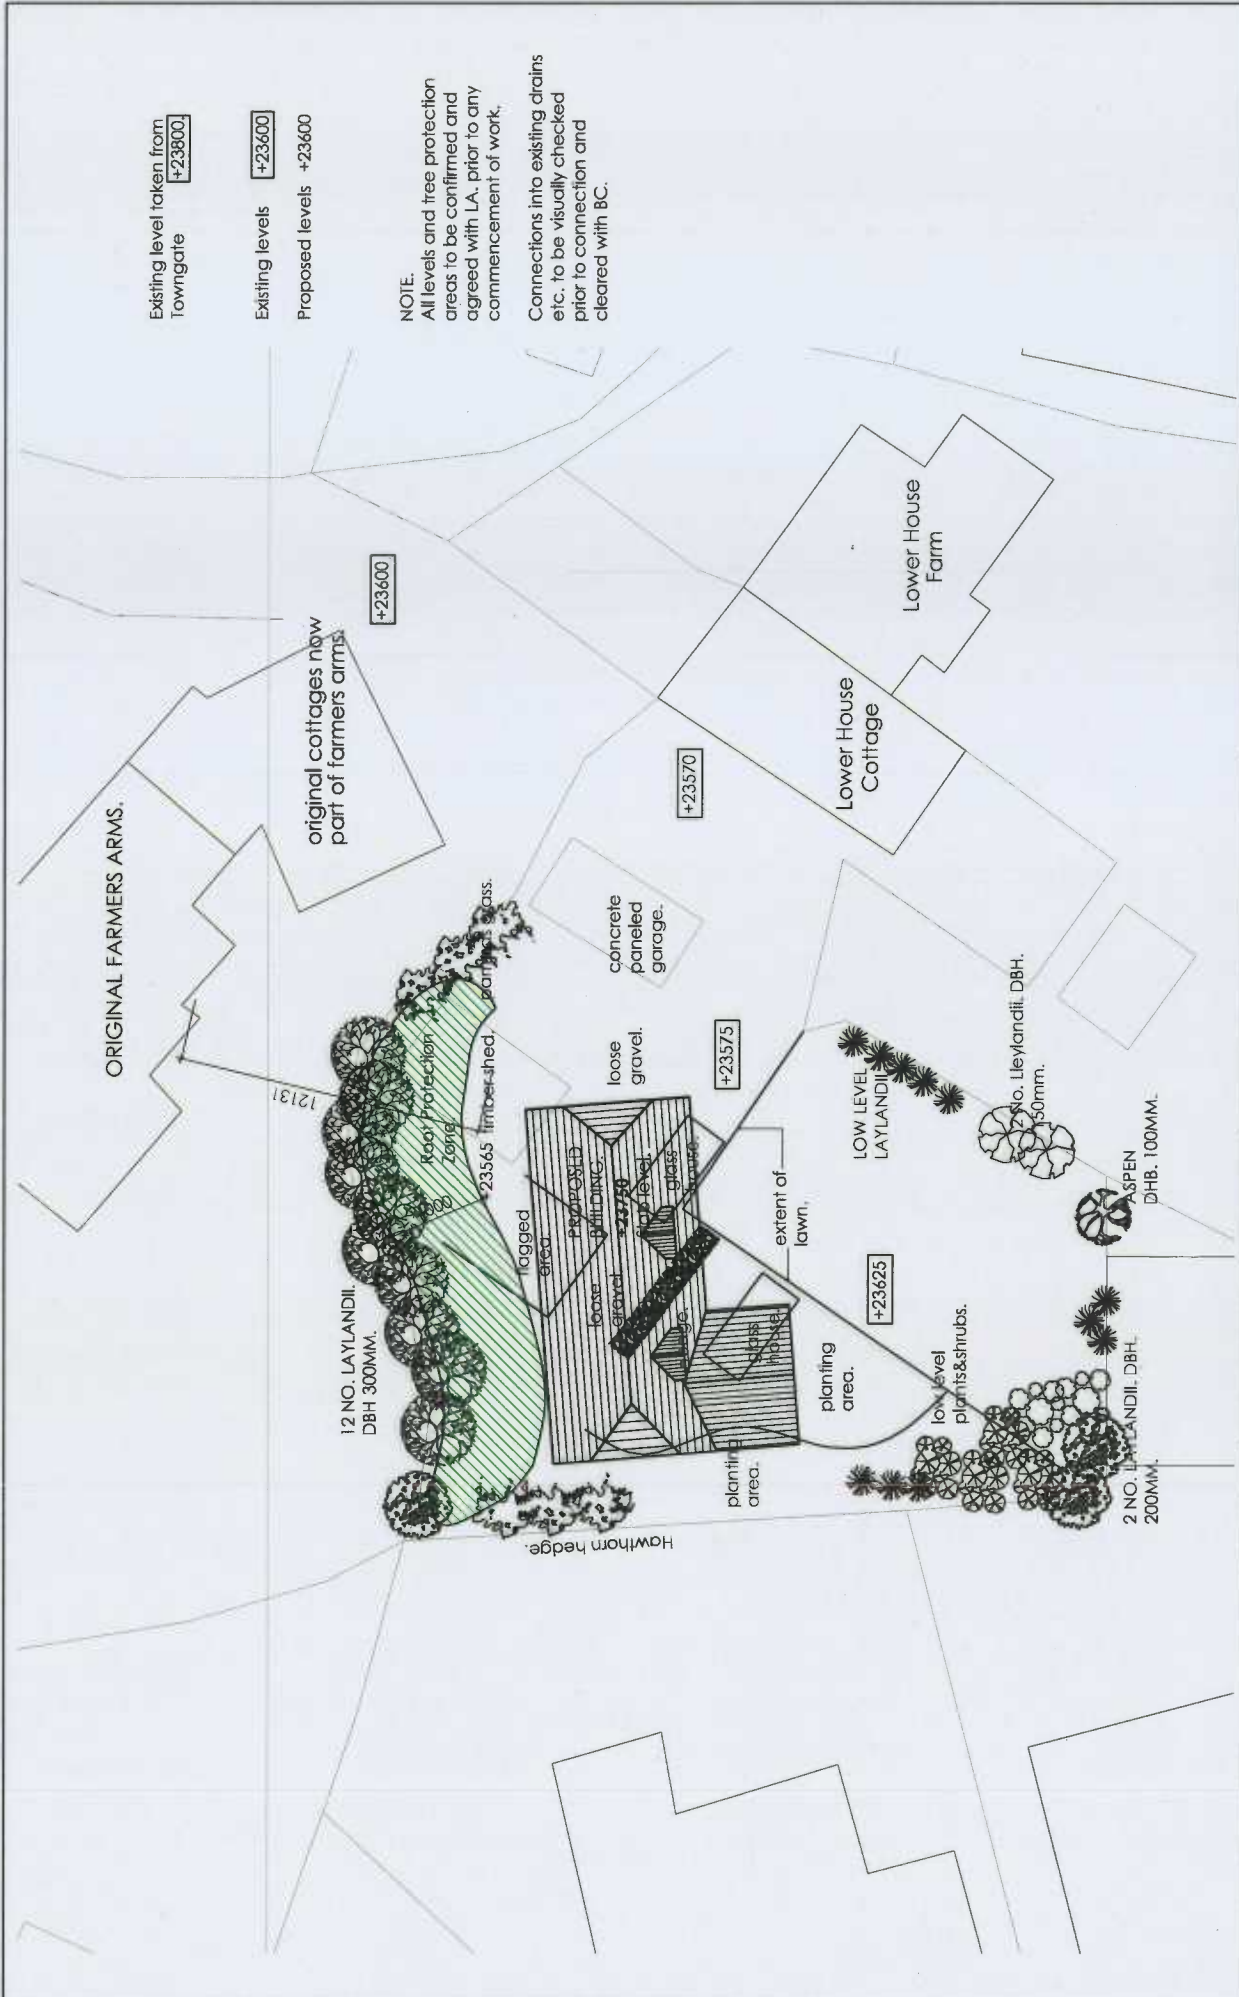 Existing level taken from
Towngate +23800
Existing levels +23600
Proposed levels +23600
NOTE.
All levels and tree protection
areas to be confirmed and
agreed with L.A. prior to any
commencement of work.
Connections into existing drains
etc. to be visually checked
prior to connection and
cleared with BC.
ORIGINAL FARMERS ARMS.
original cottages now
part of farmers arms.
+23600
12131
12 NO. LAYLANDII.
DBH 300MM.
Root Protection
Zone
+23565 timber shed.
flagged
area.
PROPOSED
BUILDING.
+23750
slab level.
glass
house.
loose
gravel
glass
house
loose
gravel.
concrete
paneled
garage.
+23570
+23575
Lower House
Cottage
Lower House
Farm
extent of
lawn.
LOW LEVEL
LAYLANDII
2 No. Lleylandii. DBH.
150mm.
ASPEN
DHB. 100MM.
+23625
planting
area.
planting
area.
low level
plants&shrubs.
2 NO. LAYLANDII. DBH.
200MM.
Hawthorn hedge.